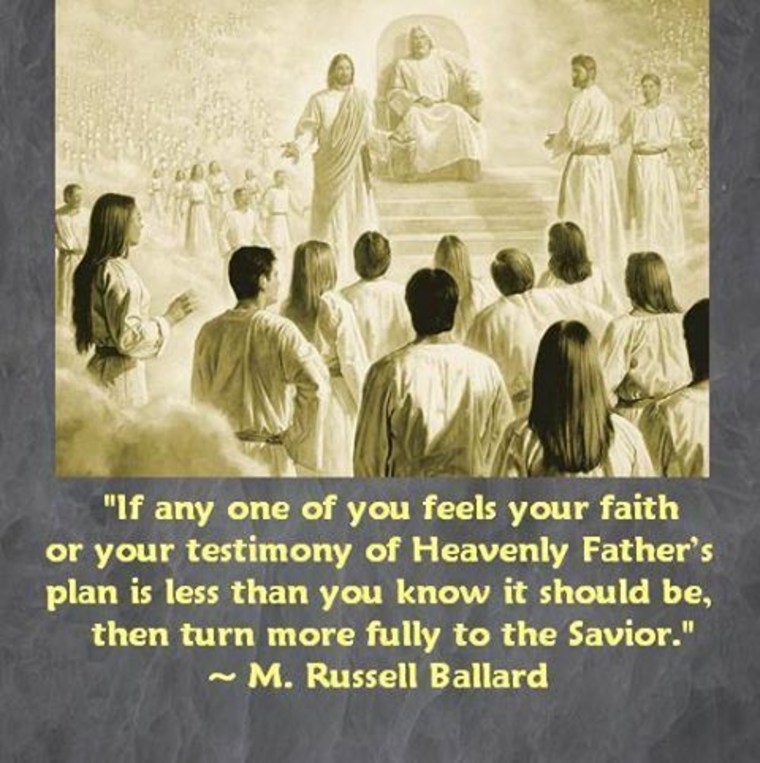 "If any one of you feels your faith
or your testimony of Heavenly Father's
plan is less than you know it should be,
then turn more fully to the Savior."
~ M. Russell Ballard